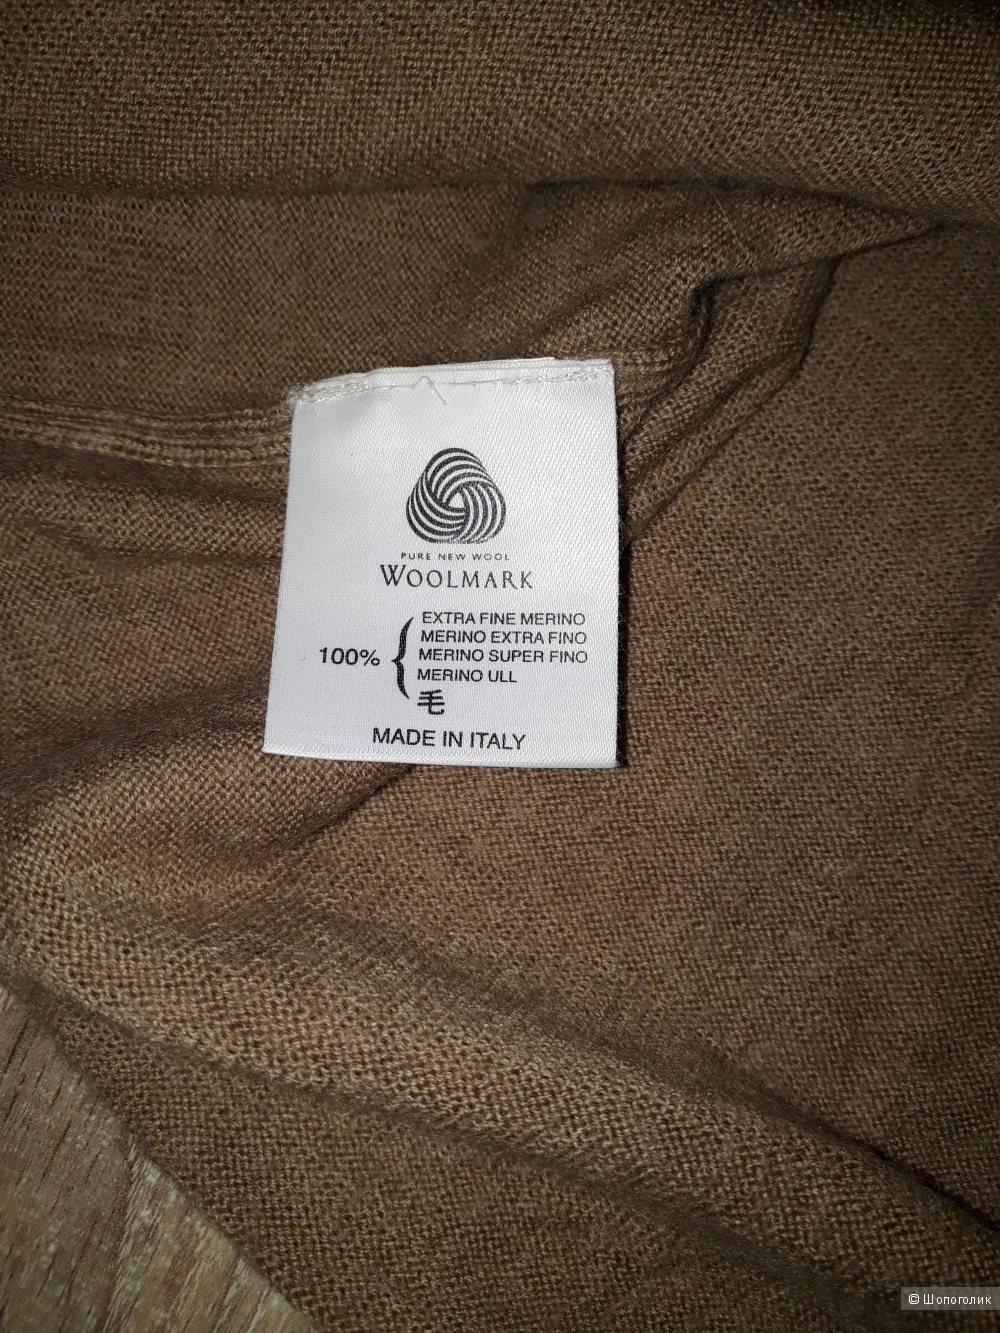 PURE NEW WOOL
WOOLMARK
100%
EXTRA FINE MERINO
MERINO EXTRA FINO
MERINO SUPER FINO
MERINO ULL
毛
MADE IN ITALY
© Шопоголик